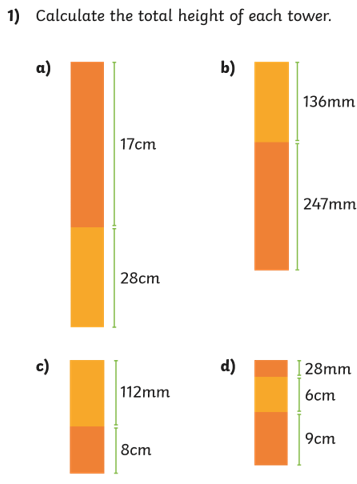 1) Calculate the total height of each tower.
a)
17cm
28cm
b)
136mm
247mm
c)
112mm
8cm
d)
28mm
6cm
9cm